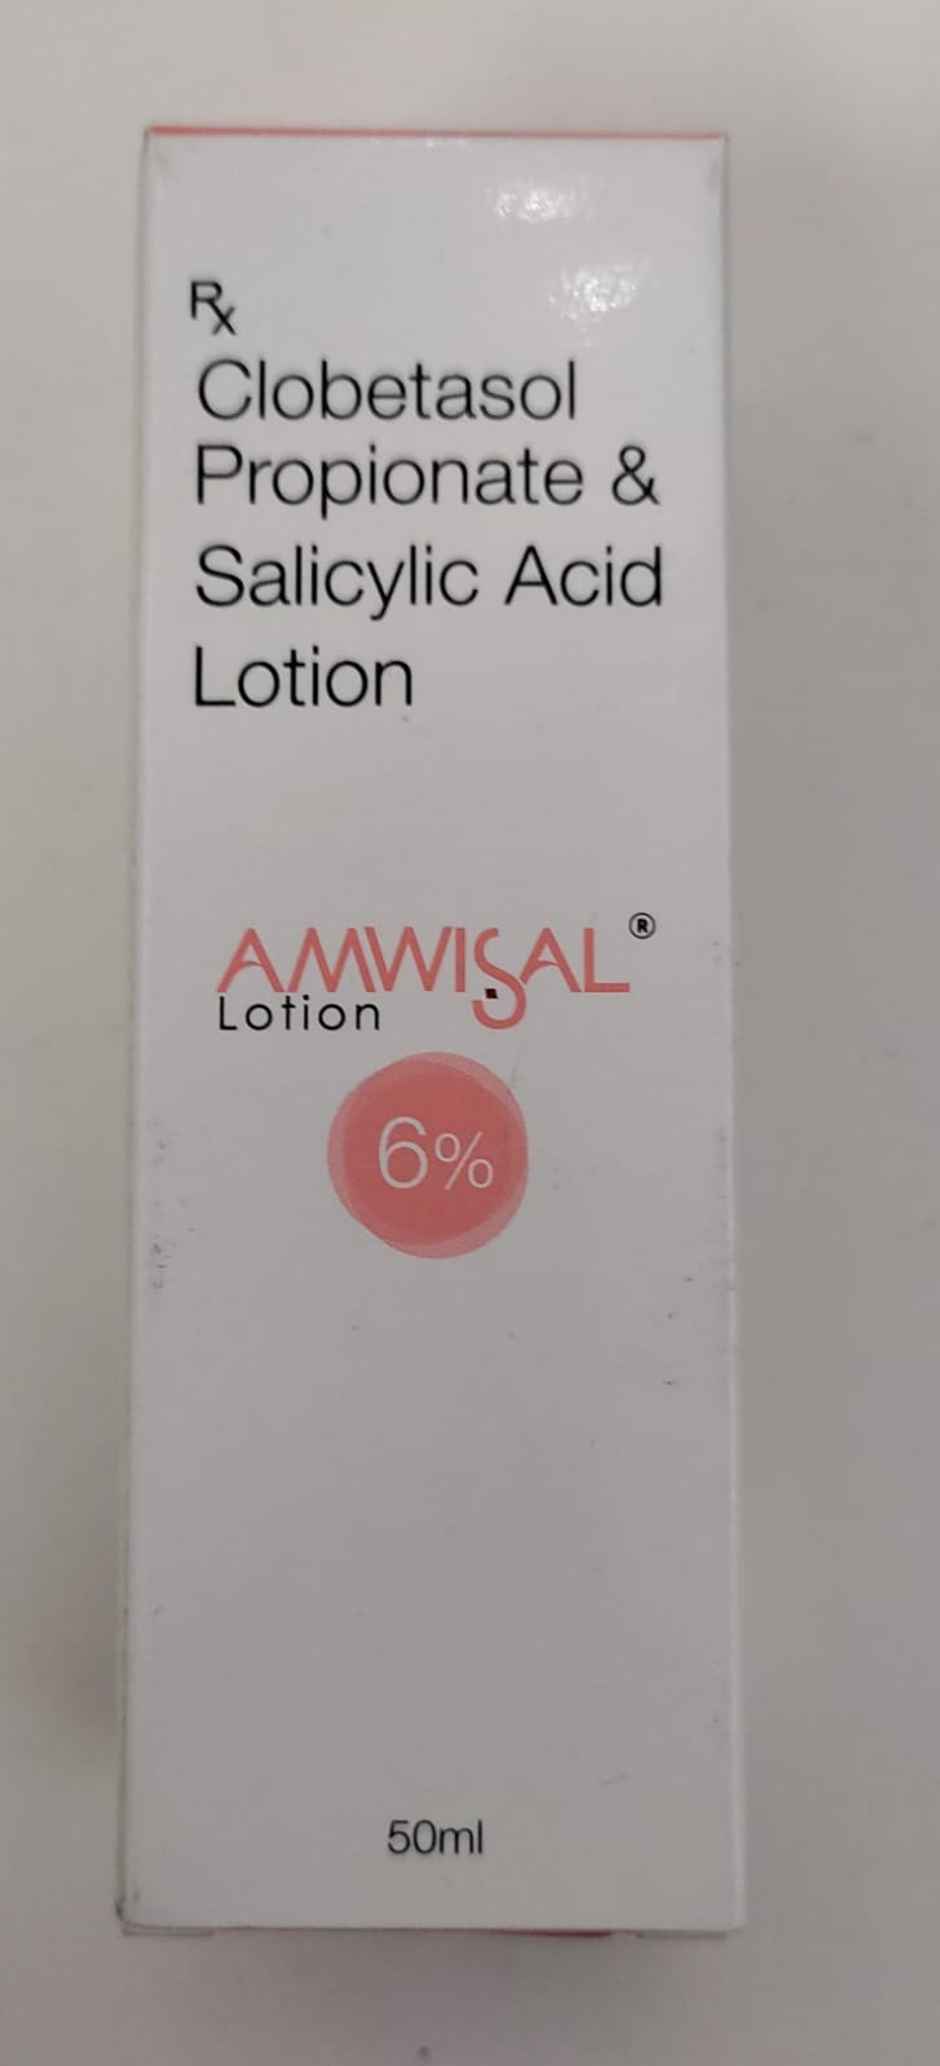 Rx
Clobetasol
Propionate &
Salicylic Acid
Lotion
AMWISAL®
Lotion
6%
50ml